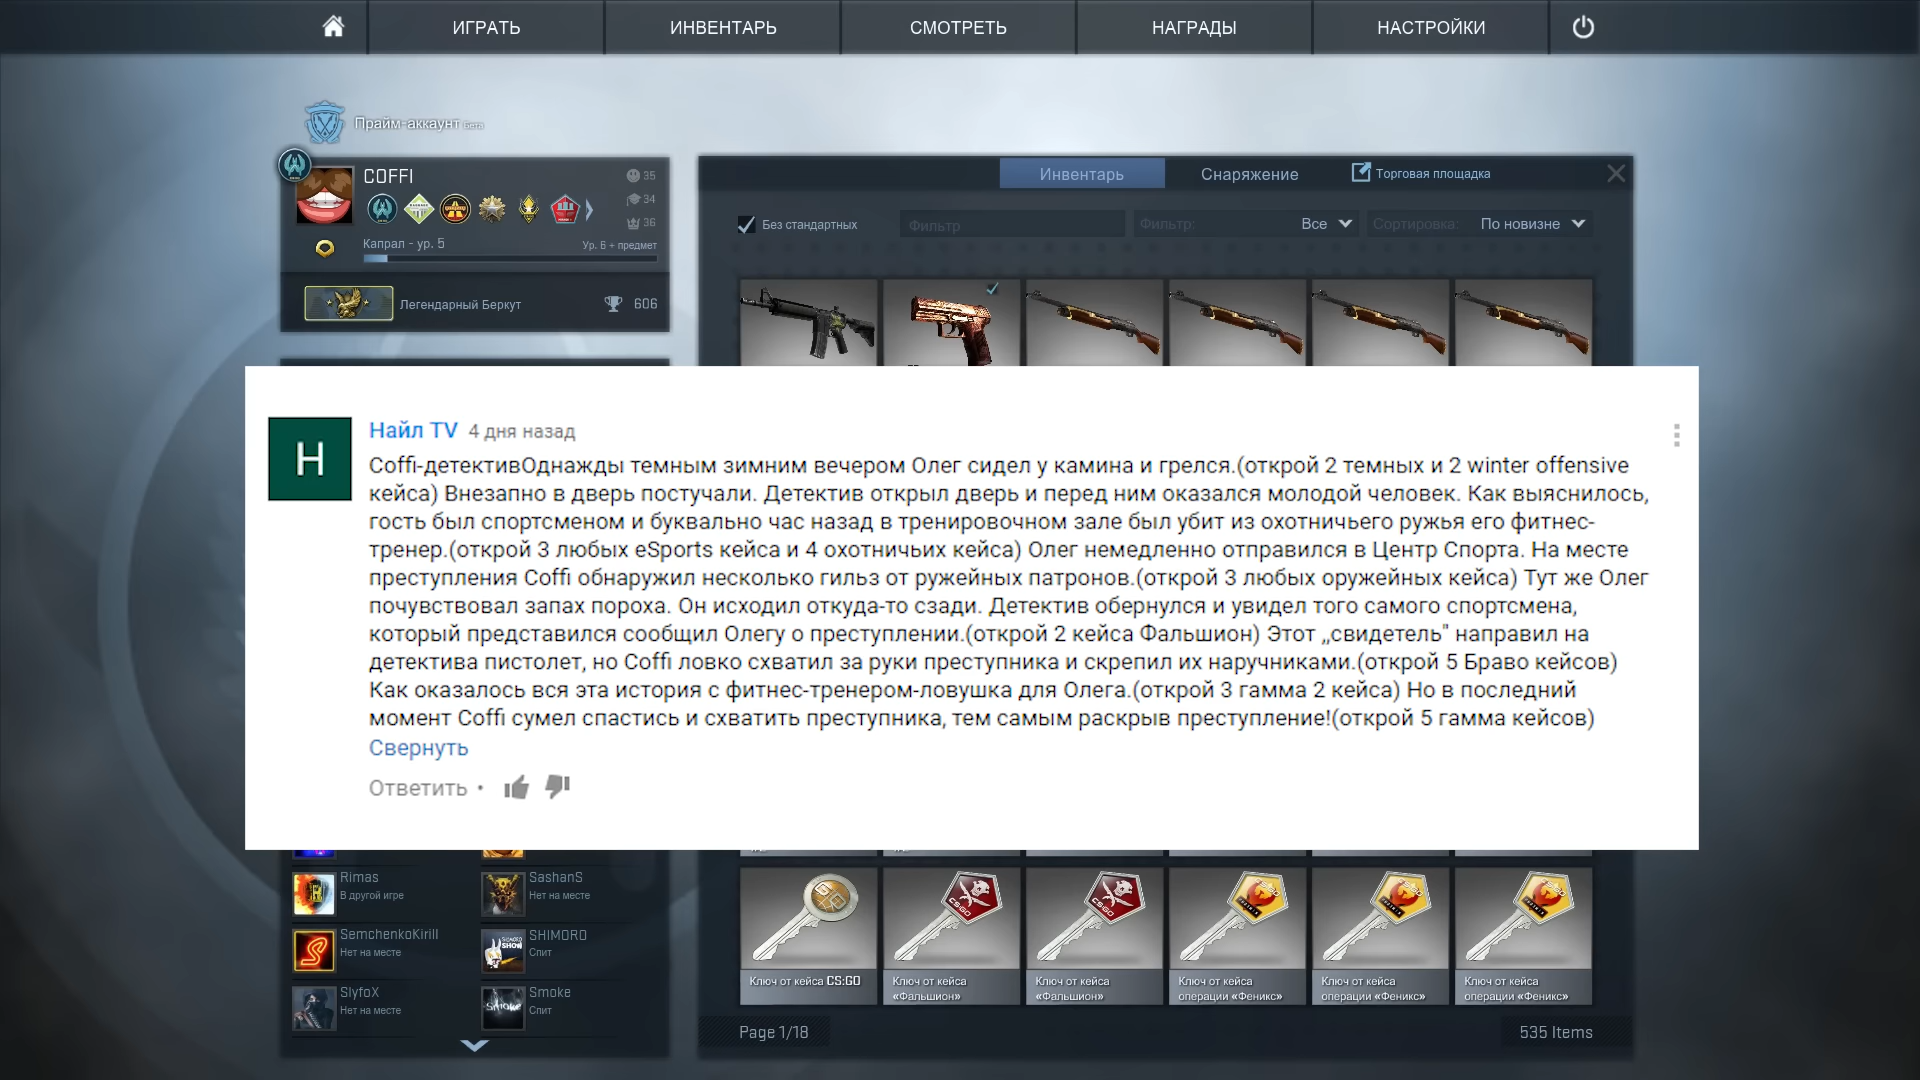 ИГРАТЬ
ИНВЕНТАРЬ
СМОТРЕТЬ
НАГРАДЫ
НАСТРОЙКИ
Прайм-аккаунт Бета
COFFI
35
34
36
Капрал - ур. 5
Ур. 6 + предмет
Легендарный Беркут
606
Инвентарь
Снаряжение
Торговая площадка
Без стандартных
Фильтр
Фильтр:
Все
Сортировка:
По новизне
Н
Найл TV 4 дня назад
Coffi-детективОднажды темным зимним вечером Олег сидел у камина и грелся.(открой 2 темных и 2 winter offensive
кейса) Внезапно в дверь постучали. Детектив открыл дверь и перед ним оказался молодой человек. Как выяснилось,
гость был спортсменом и буквально час назад в тренировочном зале был убит из охотничьего ружья его фитнес-
тренер.(открой 3 любых eSports кейса и 4 охотничьих кейса) Олег немедленно отправился в Центр Спорта. На месте
преступления Coffi обнаружил несколько гильз от ружейных патронов.(открой 3 любых оружейных кейса) Тут же Олег
почувствовал запах пороха. Он исходил откуда-то сзади. Детектив обернулся и увидел того самого спортсмена,
который представился сообщил Олегу о преступлении.(открой 2 кейса Фальшион) Этот ,,свидетель" направил на
детектива пистолет, но Coffi ловко схватил за руки преступника и скрепил их наручниками.(открой 5 Браво кейсов)
Как оказалось вся эта история с фитнес-тренером-ловушка для Олега.(открой 3 гамма 2 кейса) Но в последний
момент Coffi сумел спастись и схватить преступника, тем самым раскрыв преступление!(открой 5 гамма кейсов)
Свернуть
Ответить •
Rimas
В другой игре
SashanS
Нет на месте
SemchenkoKirill
Нет на месте
SHIMORO
Спит
SlyfoX
Нет на месте
Smoke
Спит
Ключ от кейса CS:GO
Ключ от кейса
«Фальшион»
Ключ от кейса
«Фальшион»
Ключ от кейса
операции «Феникс»
Ключ от кейса
операции «Феникс»
Ключ от кейса
операции «Феникс»
Page 1/18
535 Items